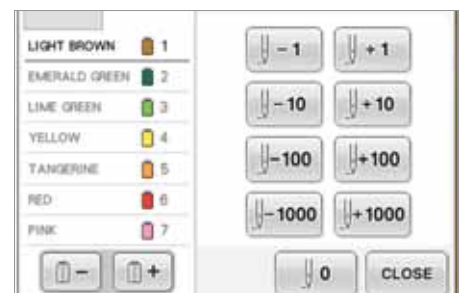 LIGHT BROWN 1
EMERALD GREEN 2
LIME GREEN 3
YELLOW 4
TANGERINE 5
RED 6
PINK 7
- +
-1 +1
-10 +10
-100 +100
-1000 +1000
0 CLOSE